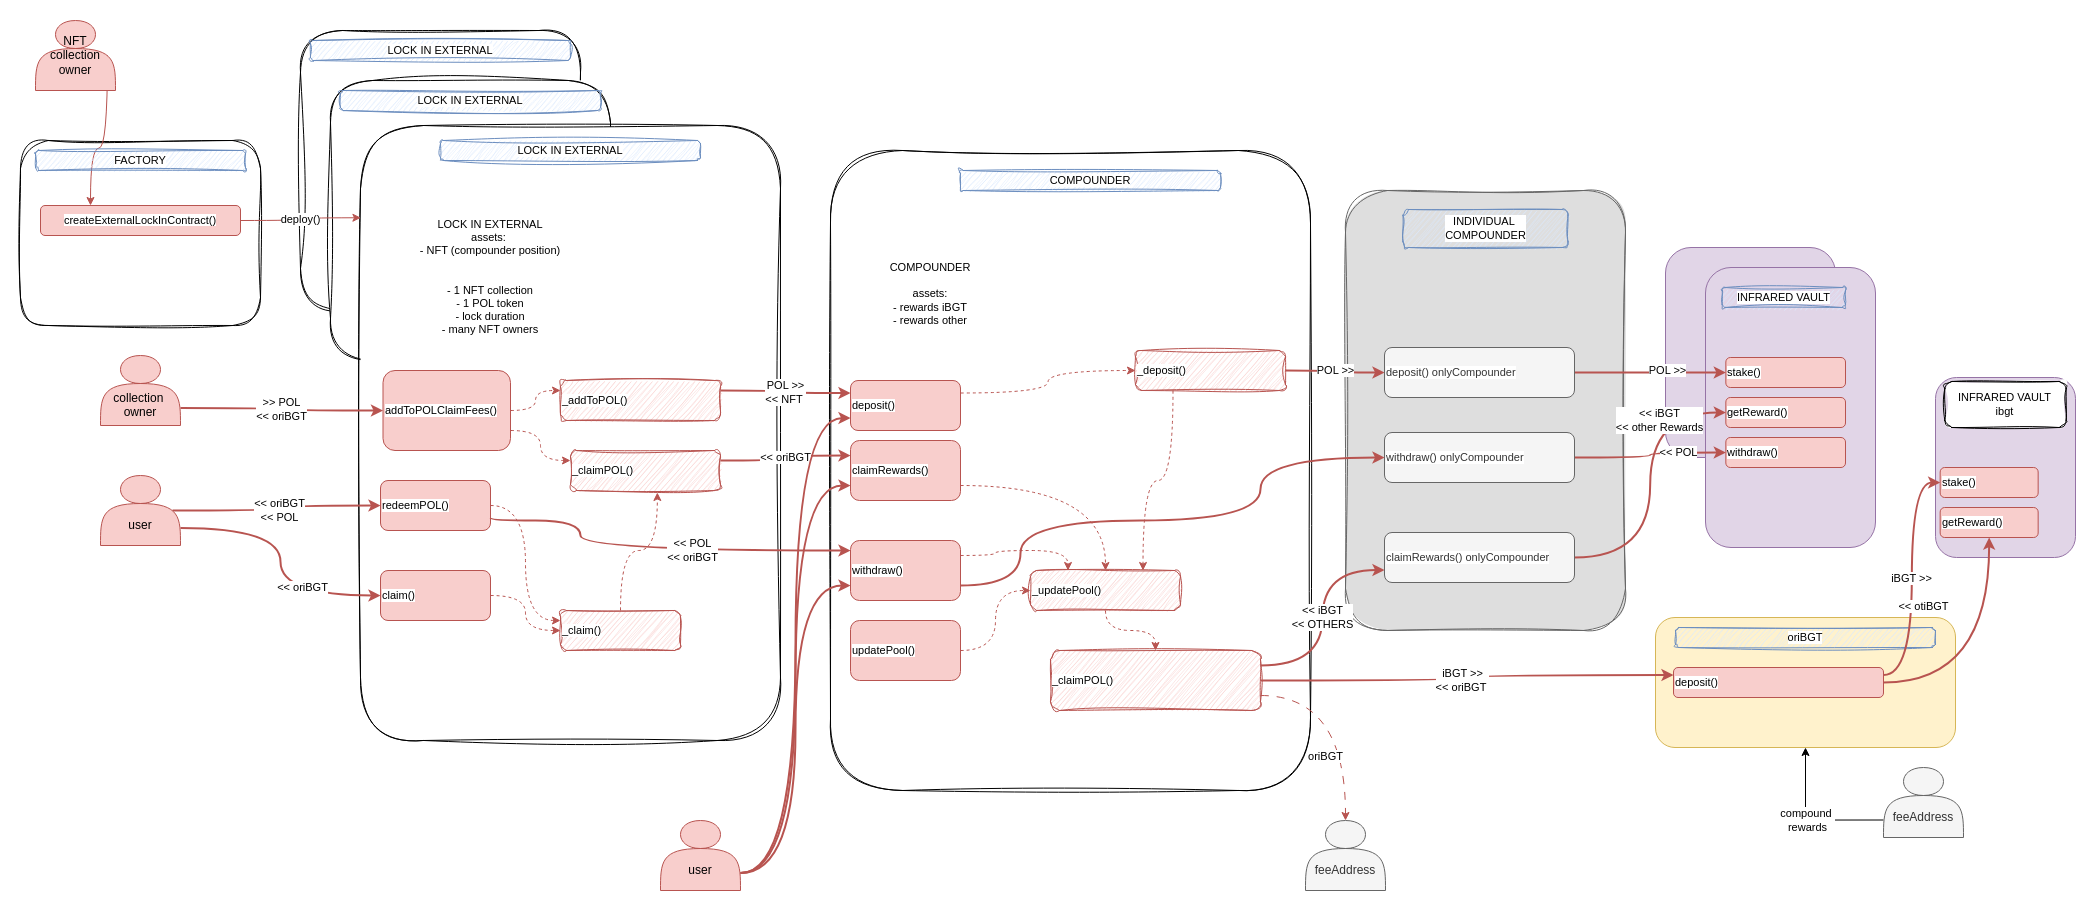 NFT
collection
owner
FACTORY
createExternalLockInContract()
deploy()
LOCK IN EXTERNAL
LOCK IN EXTERNAL
LOCK IN EXTERNAL
LOCK IN EXTERNAL
assets:
- NFT (compounder position)
- 1 NFT collection
- 1 POL token
- lock duration
- many NFT owners
collection
owner
>> POL
<< oriBGT
addToPOLClaimFees()
_addToPOL()
_claimPOL()
user
<< oriBGT
<< POL
redeemPOL()
<< oriBGT
claim()
_claim()
POL >>
<< NFT
<< oriBGT
<< POL
<< oriBGT
COMPOUNDER
COMPOUNDER
assets:
- rewards iBGT
- rewards other
deposit()
claimRewards()
withdraw()
updatePool()
_deposit()
_updatePool()
_claimPOL()
user
POL >>
<< iBGT
<< OTHERS
iBGT >>
<< oriBGT
oriBGT
feeAddress
INDIVIDUAL
COMPOUNDER
deposit() onlyCompounder
withdraw() onlyCompounder
claimRewards() onlyCompounder
POL >>
<< iBGT
<< other Rewards
<< POL
INFRARED VAULT
stake()
getReward()
withdraw()
INFRARED VAULT
ibgt
stake()
getReward()
iBGT >>
<< otiBGT
oriBGT
deposit()
compound
rewards
feeAddress